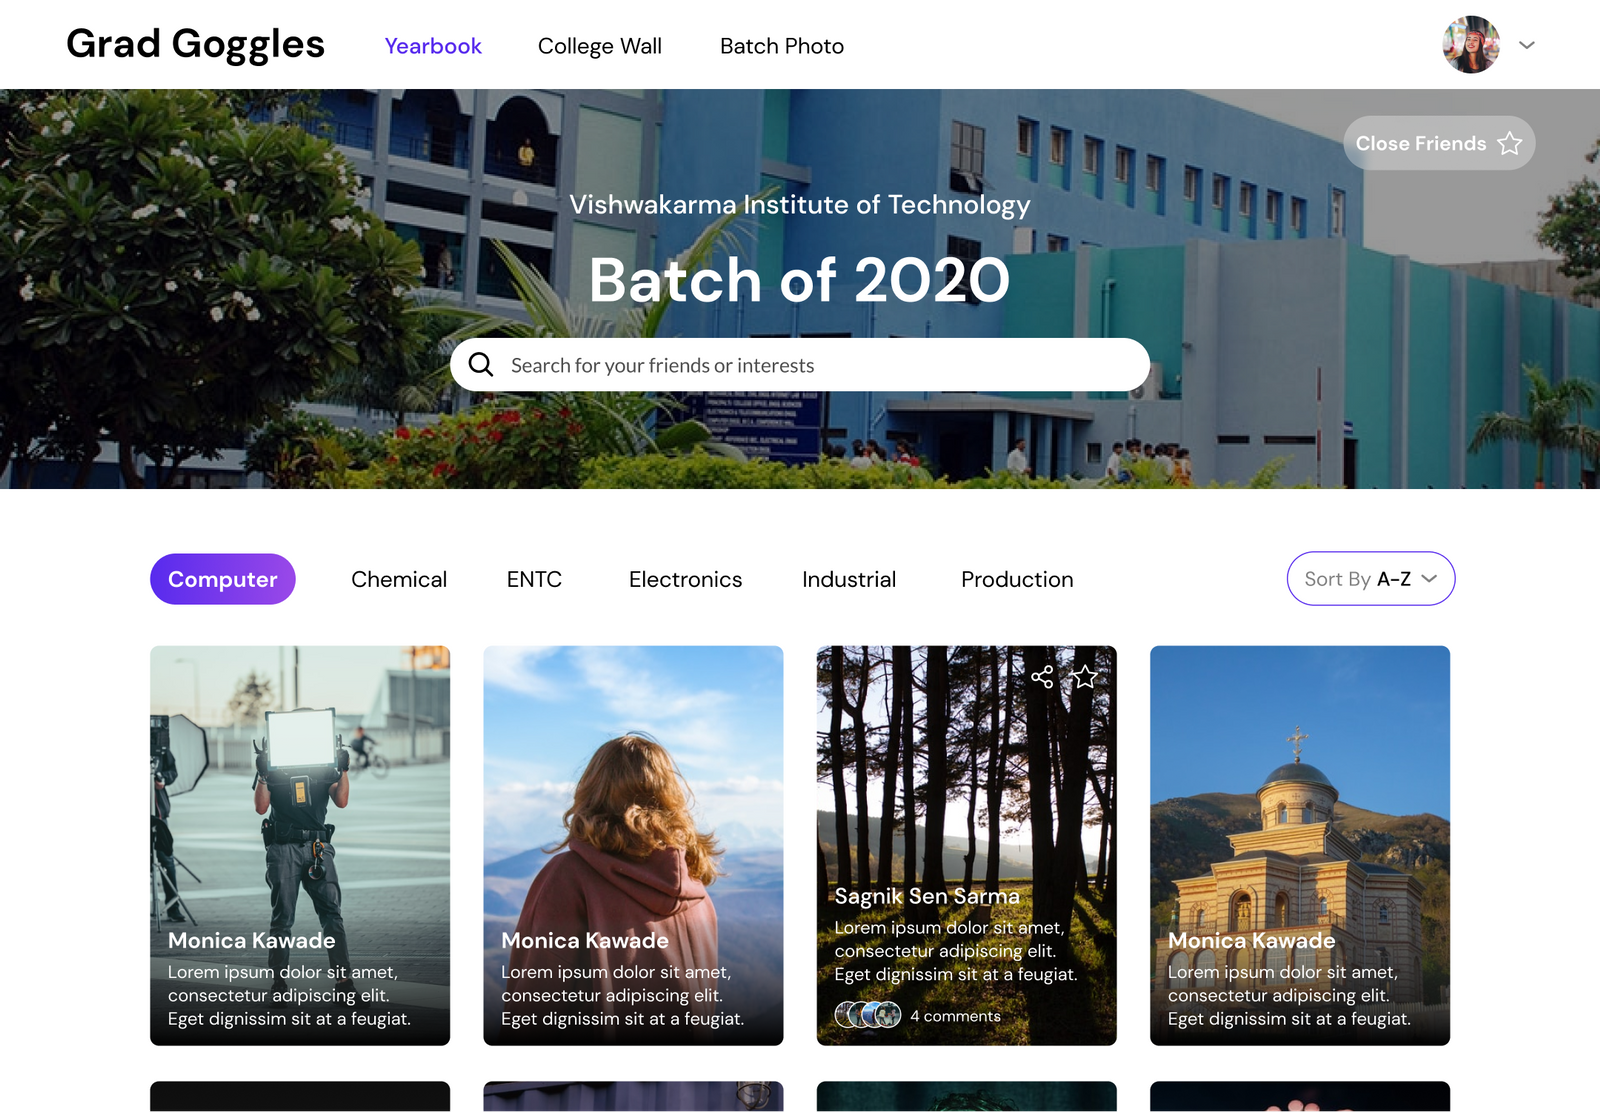 Grad Goggles
Yearbook
College Wall
Batch Photo
Close Friends
Vishwakarma Institute of Technology
Batch of 2020
Search for your friends or interests
Computer
Chemical
ENTC
Electronics
Industrial
Production
Sort By A-Z
Monica Kawade
Lorem ipsum dolor sit amet,
consectetur adipiscing elit.
Eget dignissim sit at a feugiat.
Monica Kawade
Lorem ipsum dolor sit amet,
consectetur adipiscing elit.
Eget dignissim sit at a feugiat.
Sagnik Sen Sarma
Lorem ipsum dolor sit amet,
consectetur adipiscing elit.
Eget dignissim sit at a feugiat.
4 comments
Monica Kawade
Lorem ipsum dolor sit amet,
consectetur adipiscing elit.
Eget dignissim sit at a feugiat.